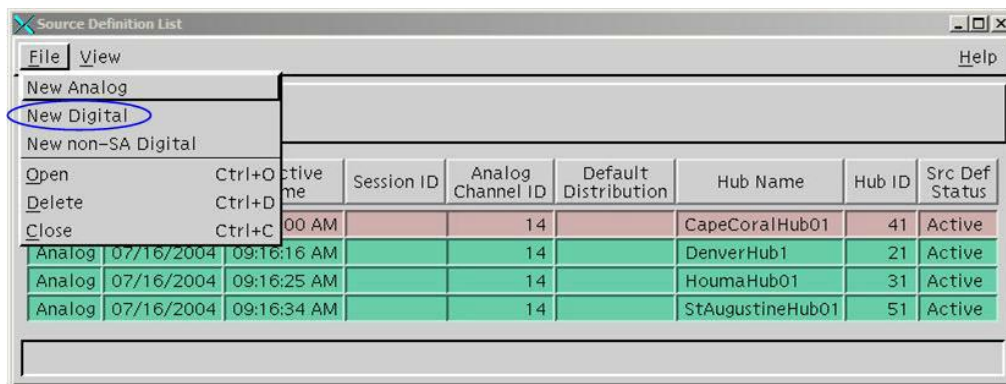 Source Definition List
File View Help
New Analog
New Digital
New non-SA Digital
Open Ctrl+O
Delete Ctrl+D
Close Ctrl+C
Session ID Analog Channel ID Default Distribution Hub Name Hub ID Src Def Status
00 AM 14 CapeCoralHub01 41 Active
Analog 07/16/2004 09:16:16 AM 14 DenverHub1 21 Active
Analog 07/16/2004 09:16:25 AM 14 HoumaHub01 31 Active
Analog 07/16/2004 09:16:34 AM 14 StAugustineHub01 51 Active